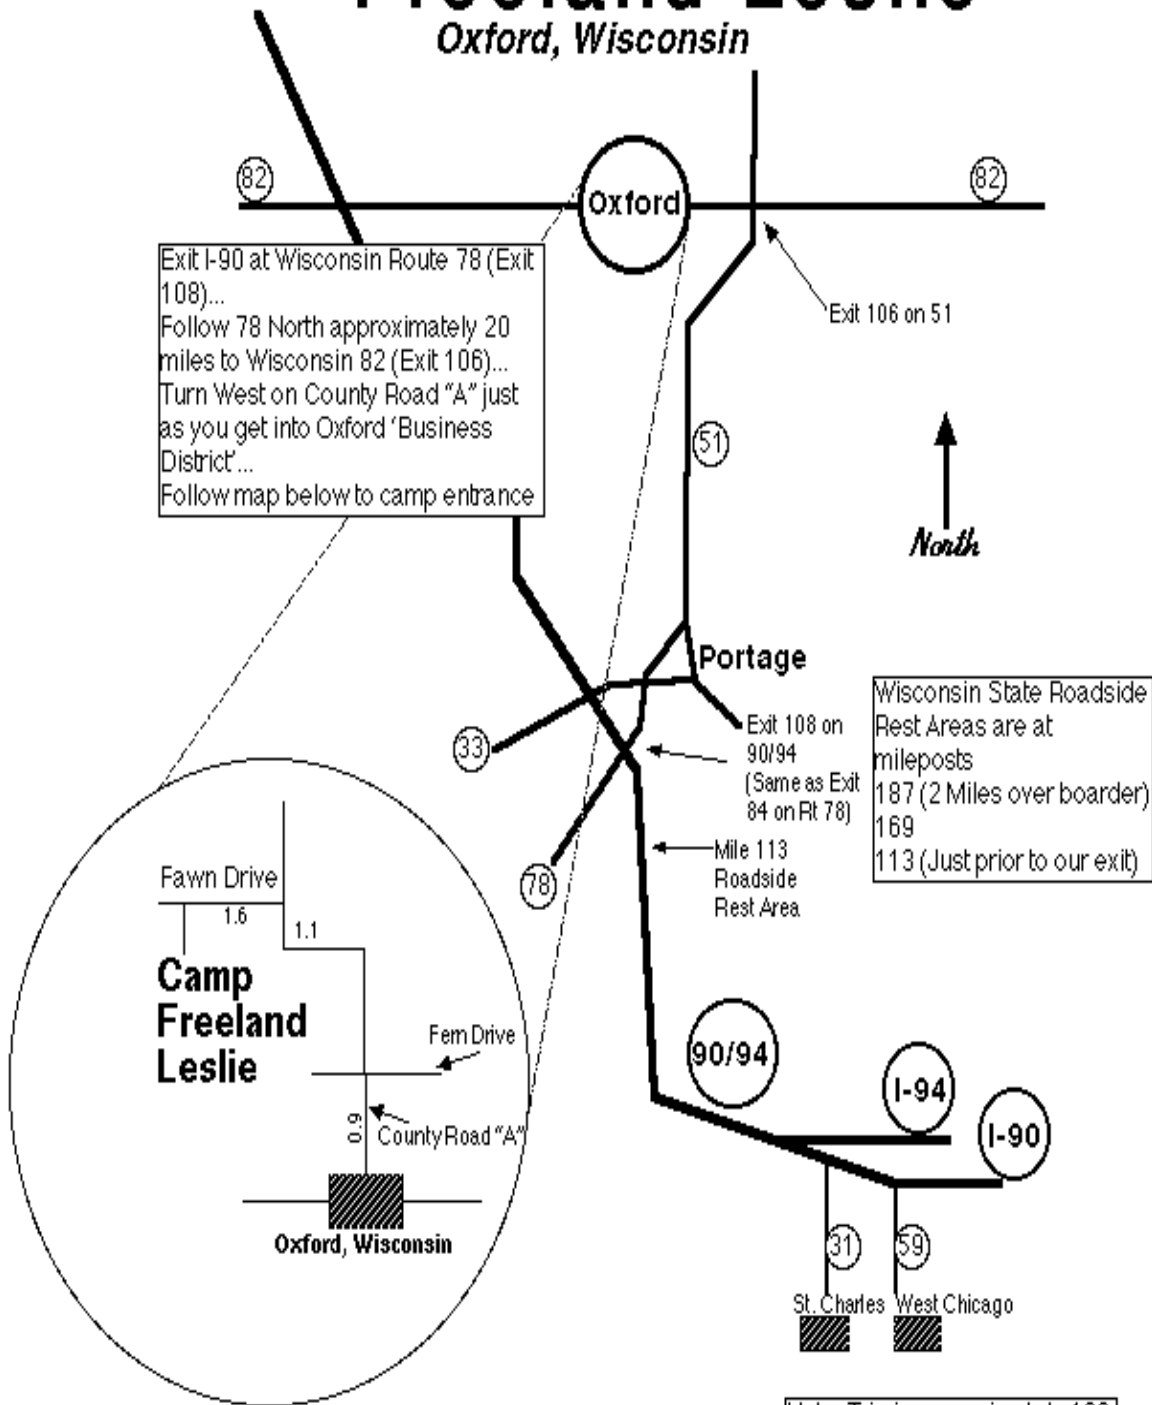 Freeland Leslie
Oxford, Wisconsin
82
Oxford
82
Exit I-90 at Wisconsin Route 78 (Exit
108)...
Follow 78 North approximately 20
miles to Wisconsin 82 (Exit 106)...
Turn West on County Road "A" just
as you get into Oxford 'Business
District'...
Follow map below to camp entrance
Exit 106 on 51
51
North
Portage
33
Exit 108 on
90/94
(Same as Exit
84 on Rt 78)
78
Mile 113
Roadside
Rest Area
Wisconsin State Roadside
Rest Areas are at
mileposts
187 (2 Miles over boarder)
169
113 (Just prior to our exit)
Fawn Drive
1.6
1.1
Camp
Freeland
Leslie
Fern Drive
0.9
County Road "A"
Oxford, Wisconsin
90/94
I-94
I-90
31
59
St. Charles
West Chicago